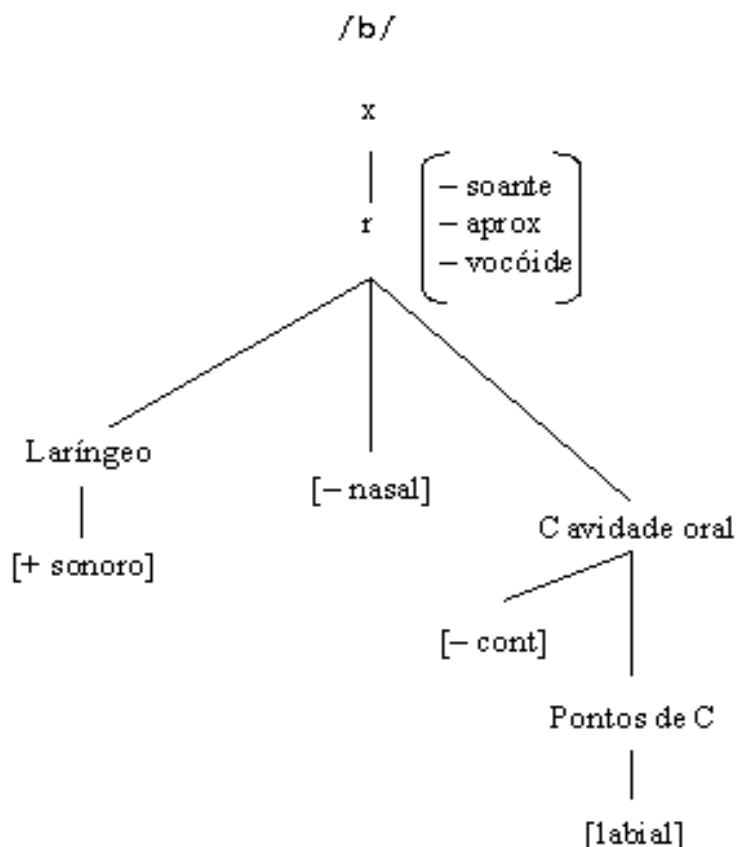 /b/
x
– soante
r
– aprox
– vocóide
Laríngeo
[– nasal]
Cavidade oral
[+ sonoro]
[– cont]
Pontos de C
[labial]